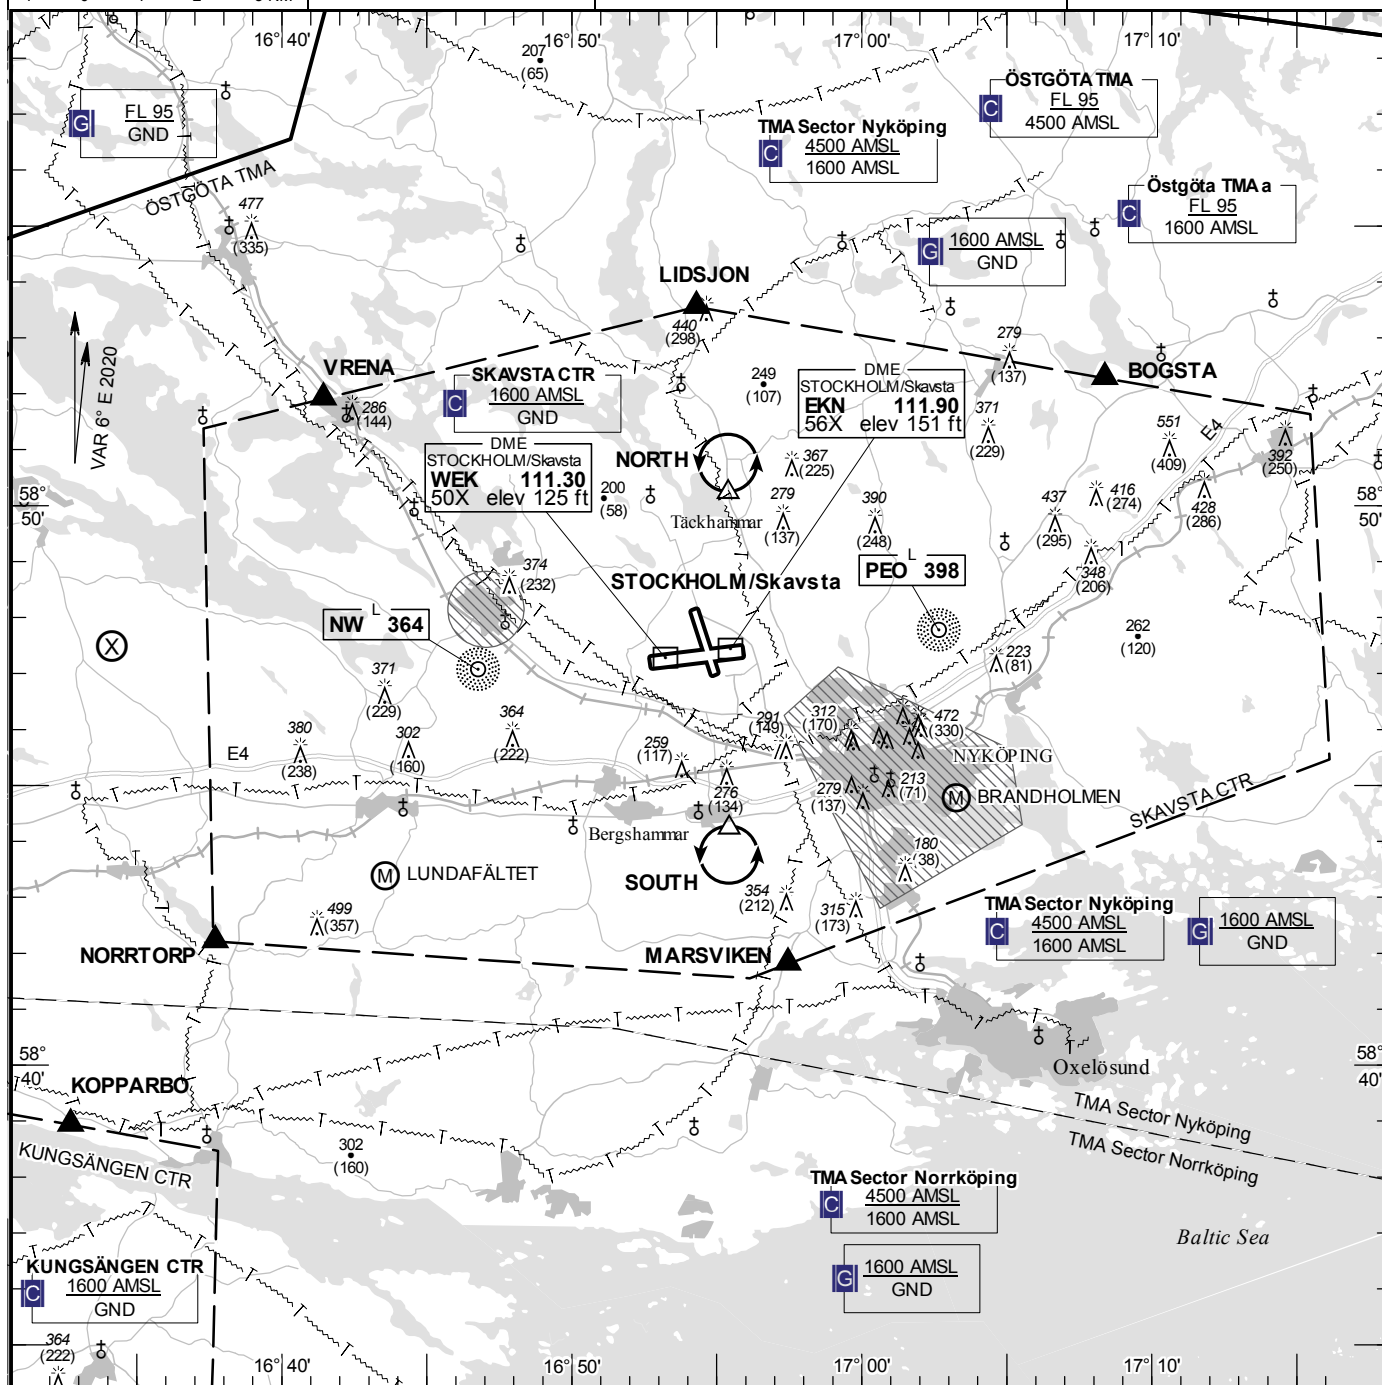 16°40'
16°50'
17°00'
17°10'
207
(65)
G
FL 95
GND
ÖSTGÖTA TMA
C
FL 95
4500 AMSL
TMA Sector Nyköping
C
4500 AMSL
1600 AMSL
Östgöta TMA a
C
FL 95
1600 AMSL
ÖSTGÖTA TMA
477
(335)
G
1600 AMSL
GND
LIDSJON
440
(298)
279
(137)
BOGSTA
VAR 6° E 2020
VRENA
286
(144)
SKAVSTA CTR
C
1600 AMSL
GND
249
(107)
DME
STOCKHOLM/Skavsta
EKN 111.90
56X elev 151 ft
371
(229)
551
(409)
E4
392
(250)
DME
STOCKHOLM/Skavsta
WEK 111.30
50X elev 125 ft
NORTH
367
(225)
200
(58)
Täckhammar
279
(137)
390
(248)
437
(295)
416
(274)
428
(286)
58°
50'
58°
50'
348
(206)
374
(232)
STOCKHOLM/Skavsta
L
PEO 398
L
NW 364
X
262
(120)
223
(81)
371
(229)
380
(238)
E4
302
(160)
364
(222)
259
(117)
291
(149)
312
(170)
472
(330)
NYKÖPING
276
(134)
279
(137)
213
(71)
M
BRANDHOLMEN
SKAVSTA CTR
Bergshammar
180
(38)
M
LUNDAFÄLTET
SOUTH
354
(212)
315
(173)
499
(357)
NORRTORP
MARSVIKEN
TMA Sector Nyköping
C
4500 AMSL
1600 AMSL
G
1600 AMSL
GND
58°
40'
58°
40'
Oxelösund
KOPPARBO
TMA Sector Nyköping
TMA Sector Norrköping
KUNGSÄNGEN CTR
302
(160)
TMA Sector Norrköping
C
4500 AMSL
1600 AMSL
Baltic Sea
G
1600 AMSL
GND
KUNGSÄNGEN CTR
C
1600 AMSL
GND
364
(222)
16°40'
16°50'
17°00'
17°10'